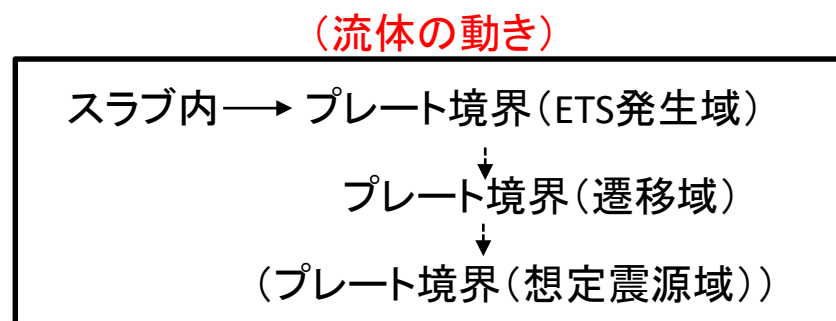 （流体の動き）
スラブ内→プレート境界（ETS発生域）
プレート境界（遷移域）
（プレート境界（想定震源域））